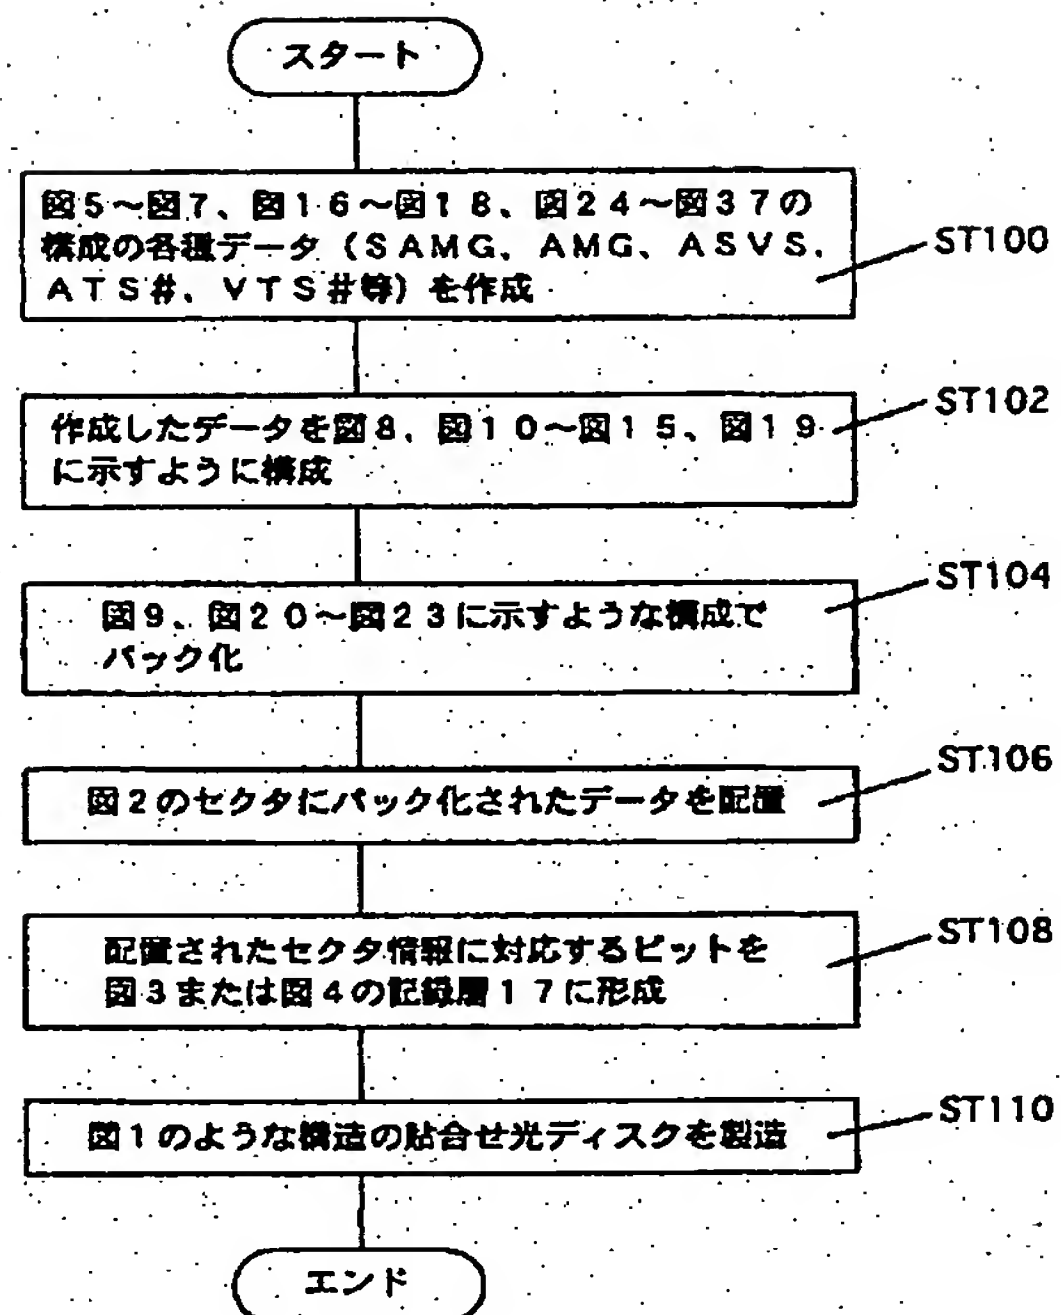 スタート
図5～図7、図16～図18、図24～図37の
構成の各種データ（SAMG、AMG、ASVS、
ATS#、VTS#等）を作成
ST100
作成したデータを図8、図10～図15、図19
に示すように構成
ST102
図9、図20～図23に示すような構成で
パック化
ST104
図2のセクタにパック化されたデータを配置
ST106
配置されたセクタ情報に対応するピットを
図3または図4の記録層17に形成
ST108
図1のような構造の貼合せ光ディスクを製造
ST110
エンド